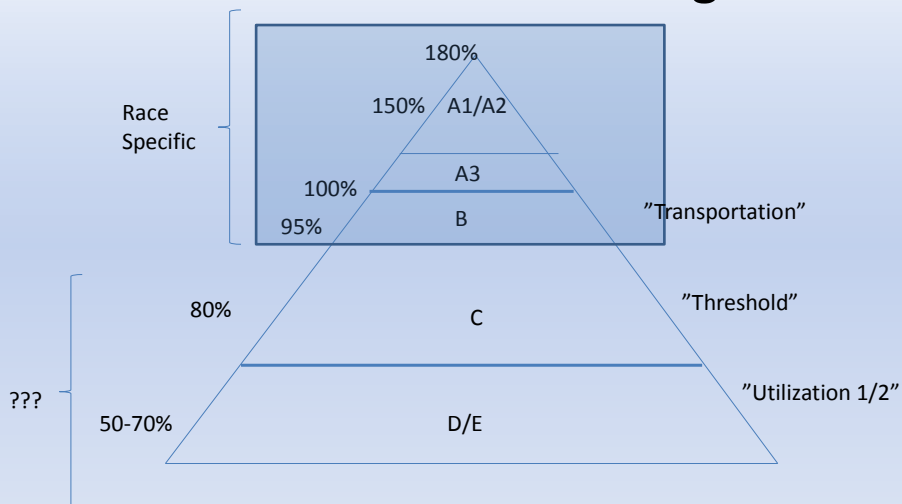 180%
150% A1/A2
Race
Specific
A3
100%
B
”Transportation”
95%
80%
C
”Threshold”
???
”Utilization 1/2”
50-70%
D/E